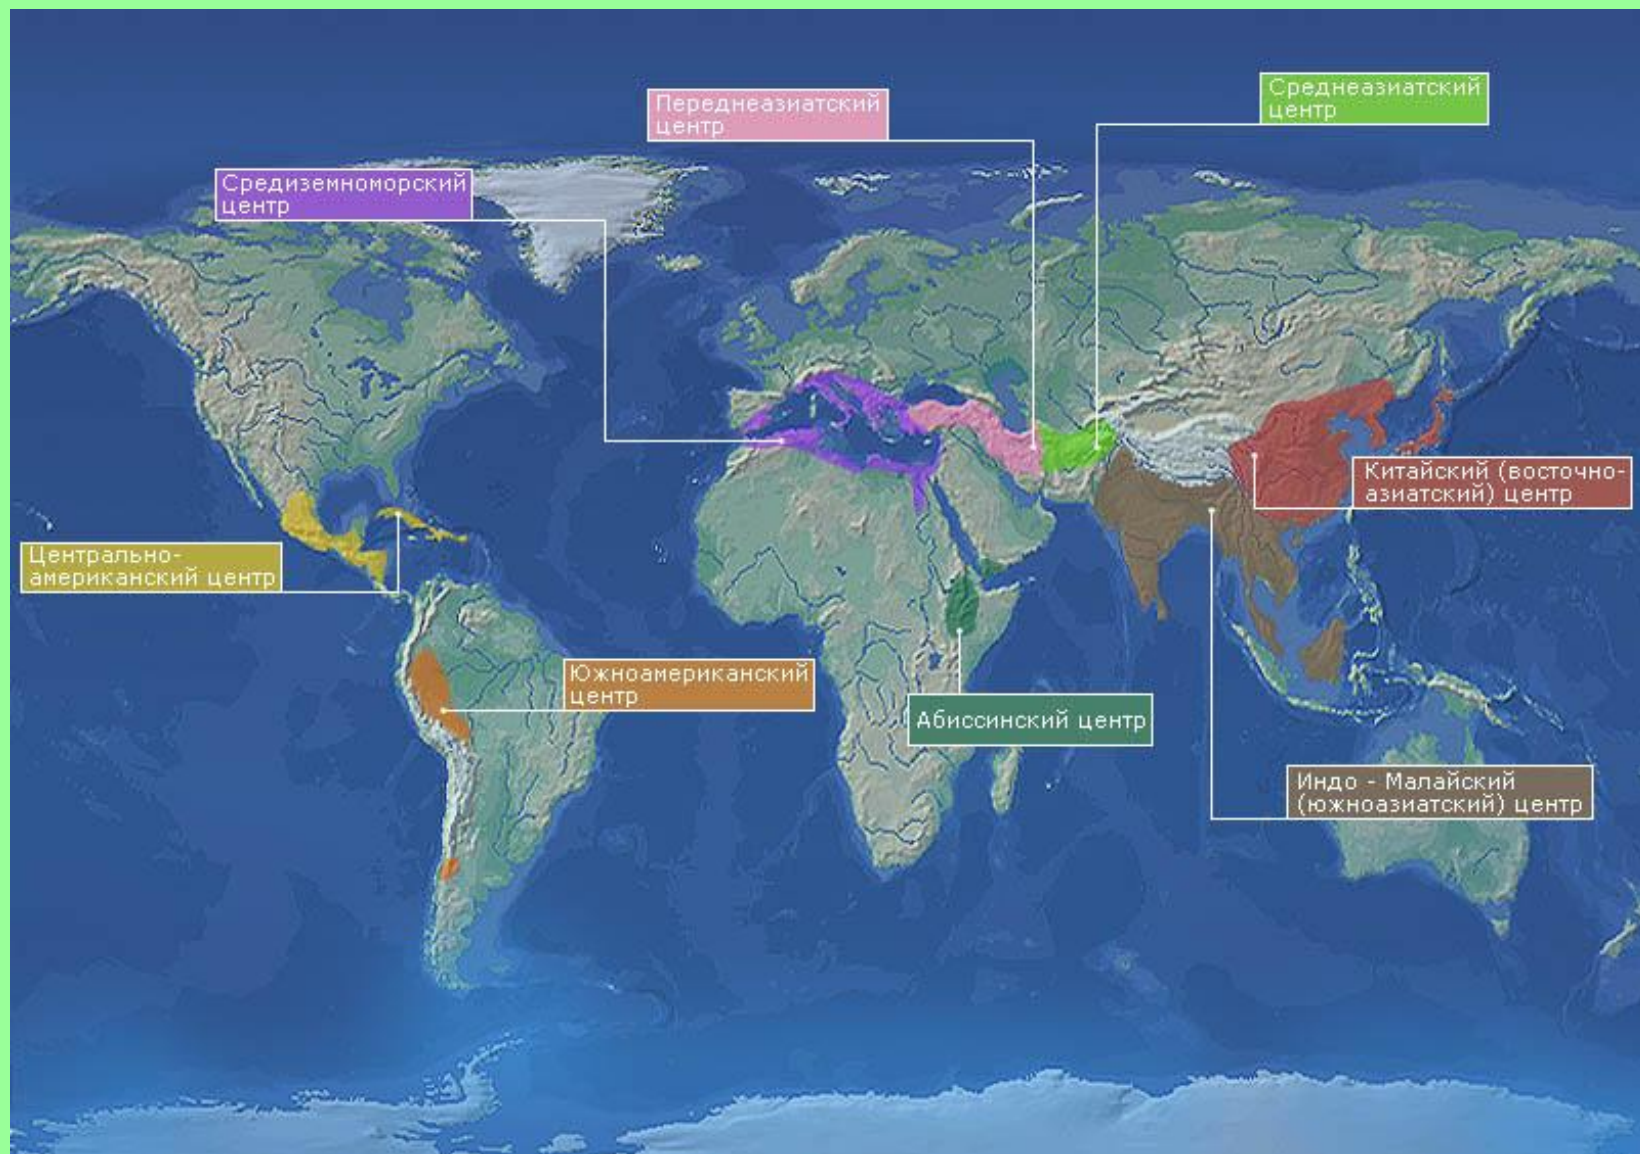 Среднеазиатский
центр
Переднеазиатский
центр
Средиземноморский
центр
Китайский (восточно-
азиатский) центр
Центрально-
американский центр
Южноамериканский
центр
Абиссинский центр
Индо - Малайский
(южноазиатский) центр